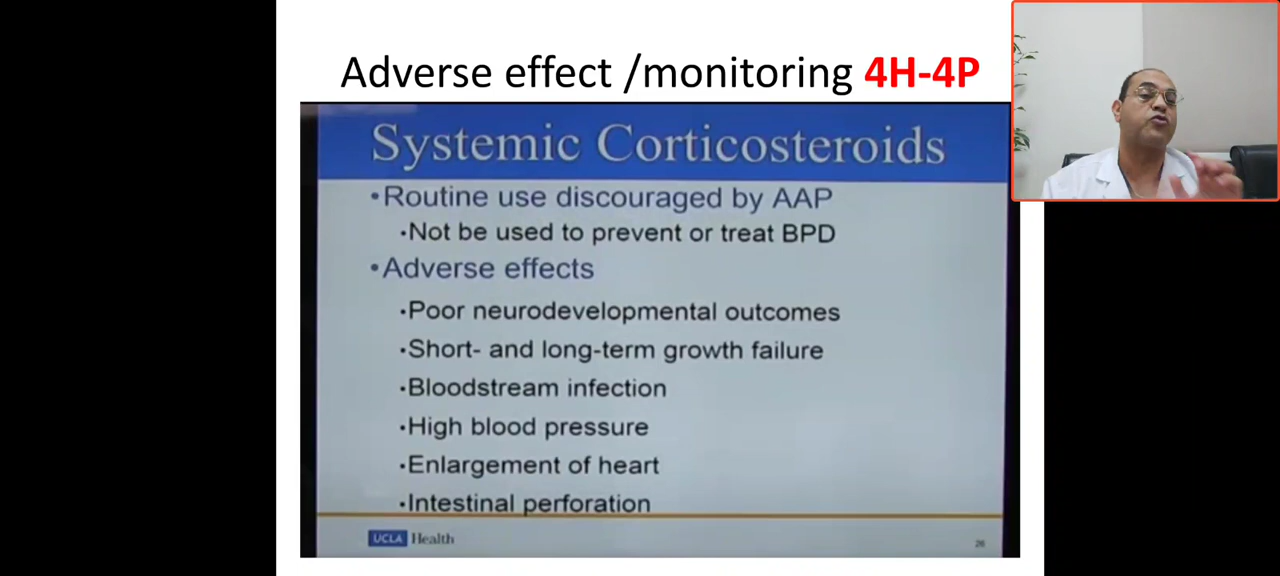 Adverse effect /monitoring 4H-4P
Systemic Corticosteroids
•Routine use discouraged by AAP
•Not be used to prevent or treat BPD
•Adverse effects
•Poor neurodevelopmental outcomes
•Short- and long-term growth failure
•Bloodstream infection
•High blood pressure
•Enlargement of heart
•Intestinal perforation
UCLA Health
26